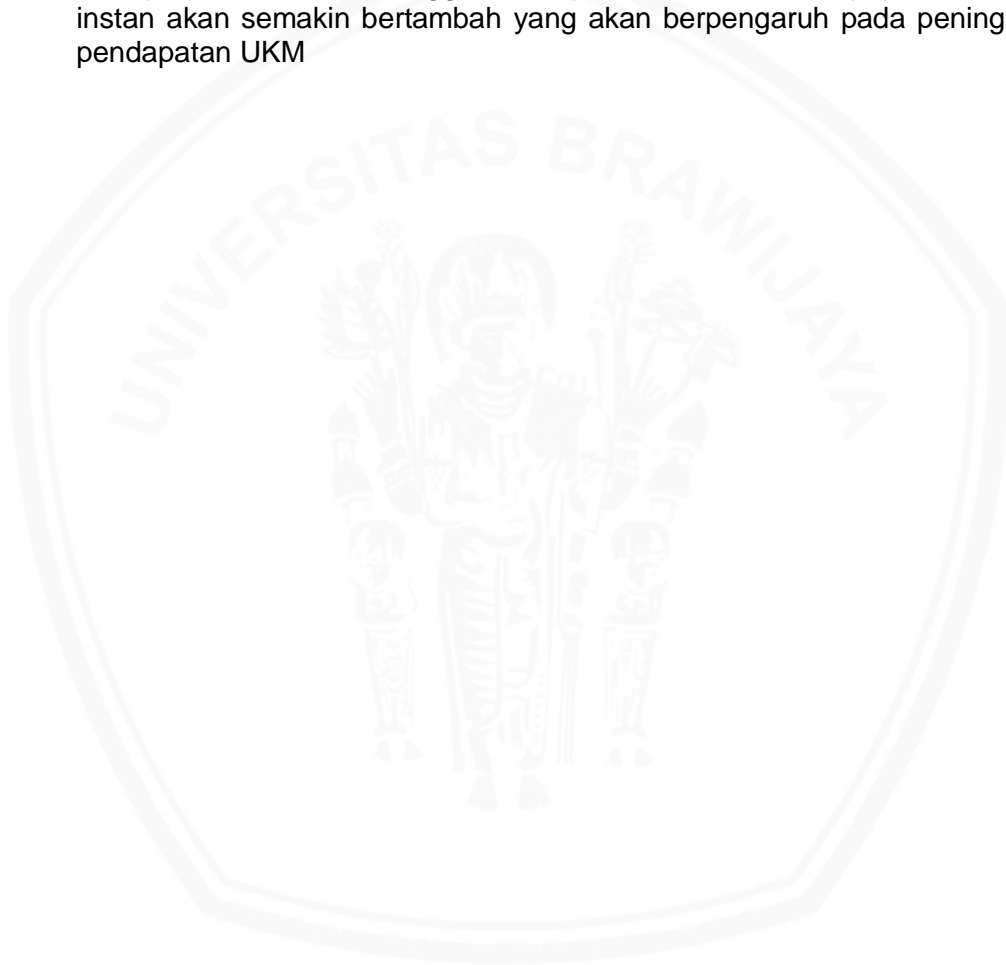 instan akan semakin bertambah yang akan berpengaruh pada pening
pendapatan UKM
UNIVERSITAS BRAWIJAYA